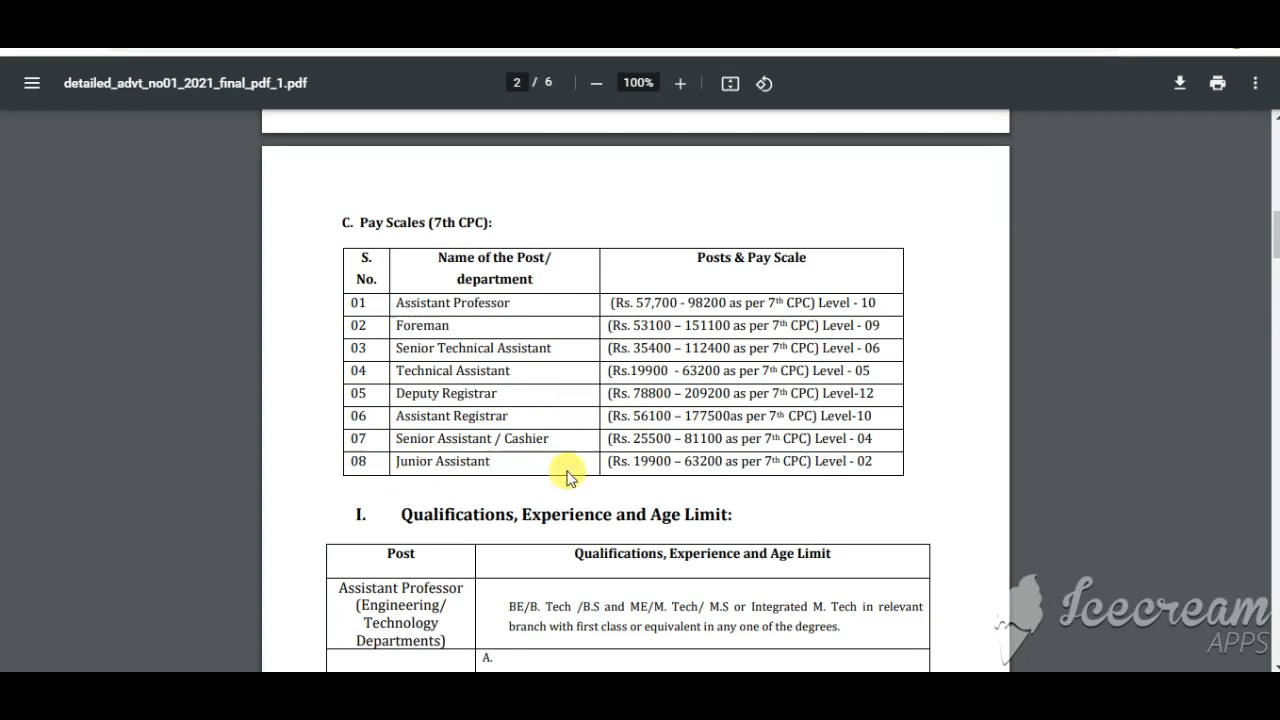 detailed_advt_no01_2021_final_pdf_1.pdf 2 / 6 100%
C. Pay Scales (7th CPC):
S. No. Name of the Post/ department Posts & Pay Scale
01 Assistant Professor (Rs. 57,700 - 98200 as per 7th CPC) Level - 10
02 Foreman (Rs. 53100 – 151100 as per 7th CPC) Level - 09
03 Senior Technical Assistant (Rs. 35400 – 112400 as per 7th CPC) Level - 06
04 Technical Assistant (Rs.19900 - 63200 as per 7th CPC) Level - 05
05 Deputy Registrar (Rs. 78800 – 209200 as per 7th CPC) Level-12
06 Assistant Registrar (Rs. 56100 – 177500as per 7th CPC) Level-10
07 Senior Assistant / Cashier (Rs. 25500 – 81100 as per 7th CPC) Level - 04
08 Junior Assistant (Rs. 19900 – 63200 as per 7th CPC) Level - 02
I. Qualifications, Experience and Age Limit:
Post Qualifications, Experience and Age Limit
Assistant Professor
(Engineering/
Technology
Departments)
BE/B. Tech /B.S and ME/M. Tech/ M.S or Integrated M. Tech in relevant
branch with first class or equivalent in any one of the degrees.
A.
Icecream
APPS